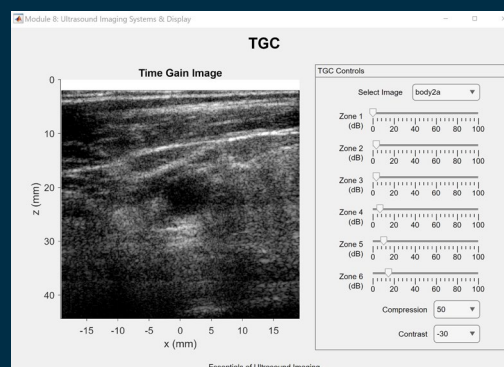 Module 8: Ultrasound Imaging Systems & Display
TGC
Time Gain Image
0
10
20
30
40
z (mm)
-15 -10 -5 0 5 10 15
x (mm)
TGC Controls
Select Image body2a
Zone 1
(dB)
0 20 40 60 80 100
Zone 2
(dB)
0 20 40 60 80 100
Zone 3
(dB)
0 20 40 60 80 100
Zone 4
(dB)
0 20 40 60 80 100
Zone 5
(dB)
0 20 40 60 80 100
Zone 6
(dB)
0 20 40 60 80 100
Compression 50
Contrast -30
Essentials of Ultrasound Imaging